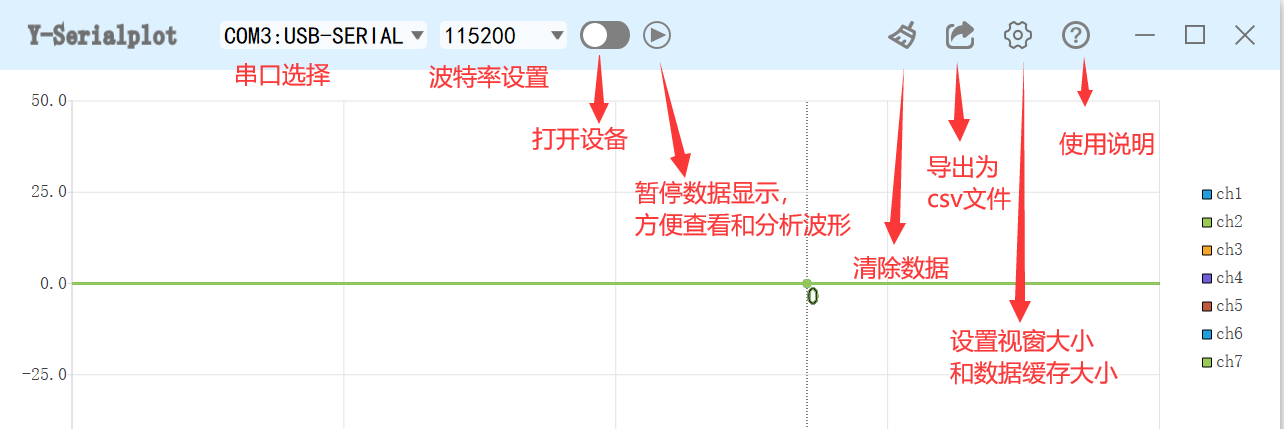 Y-Serialplot
COM3:USB-SERIAL
115200
串口选择
波特率设置
打开设备
暂停数据显示，
方便查看和分析波形
清除数据
导出为
csv文件
设置视窗大小
和数据缓存大小
使用说明
50.0
25.0
0.0
-25.0
0
ch1
ch2
ch3
ch4
ch5
ch6
ch7